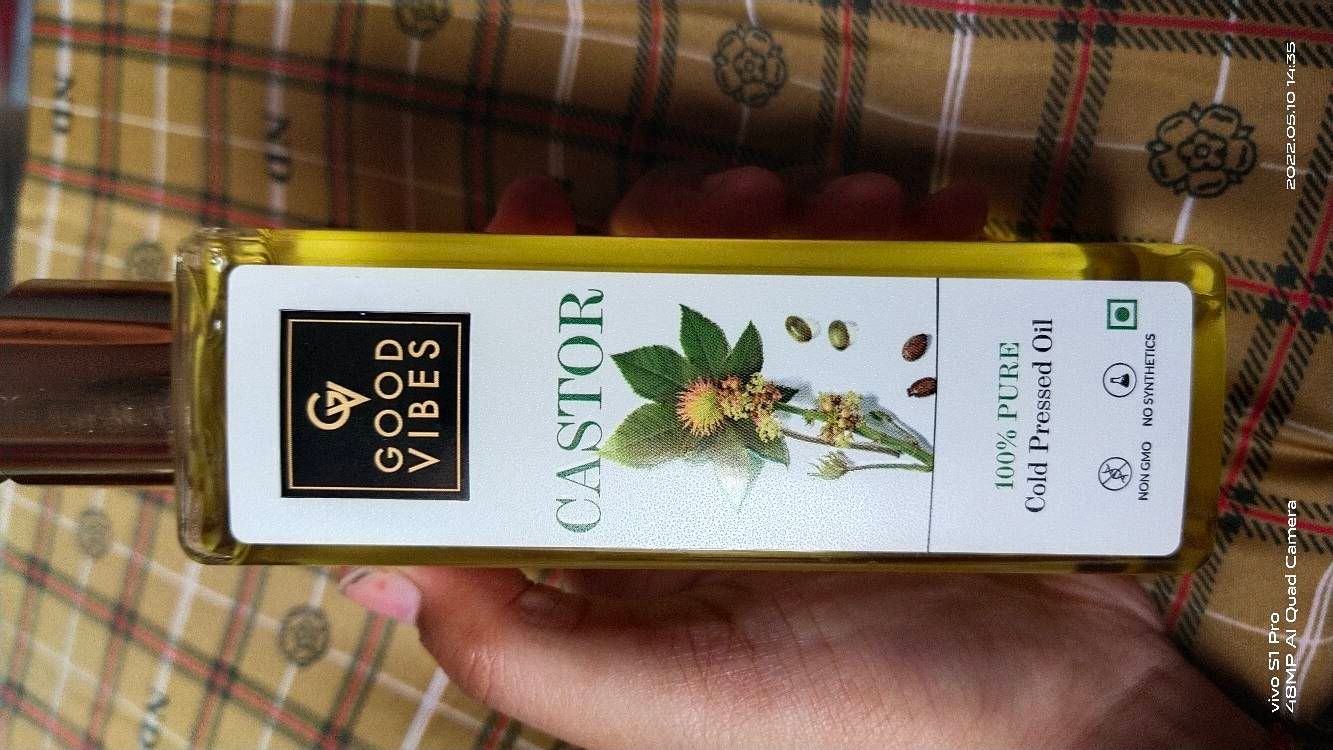 GV
GOOD
VIBES
CASTOR
100% PURE
Cold Pressed Oil
NON GMO
NO SYNTHETICS
vivo S1 Pro
48MP AI Quad Camera
2022.05.10 14:35